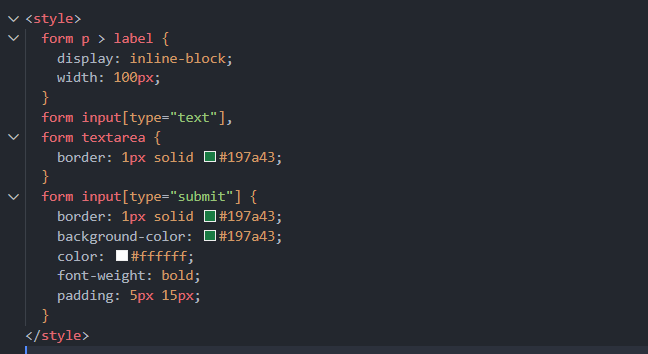 <style>
  form p > label {
    display: inline-block;
    width: 100px;
  }
  form input[type="text"],
  form textarea {
    border: 1px solid #197a43;
  }
  form input[type="submit"] {
    border: 1px solid #197a43;
    background-color: #197a43;
    color: #ffffff;
    font-weight: bold;
    padding: 5px 15px;
  }
</style>